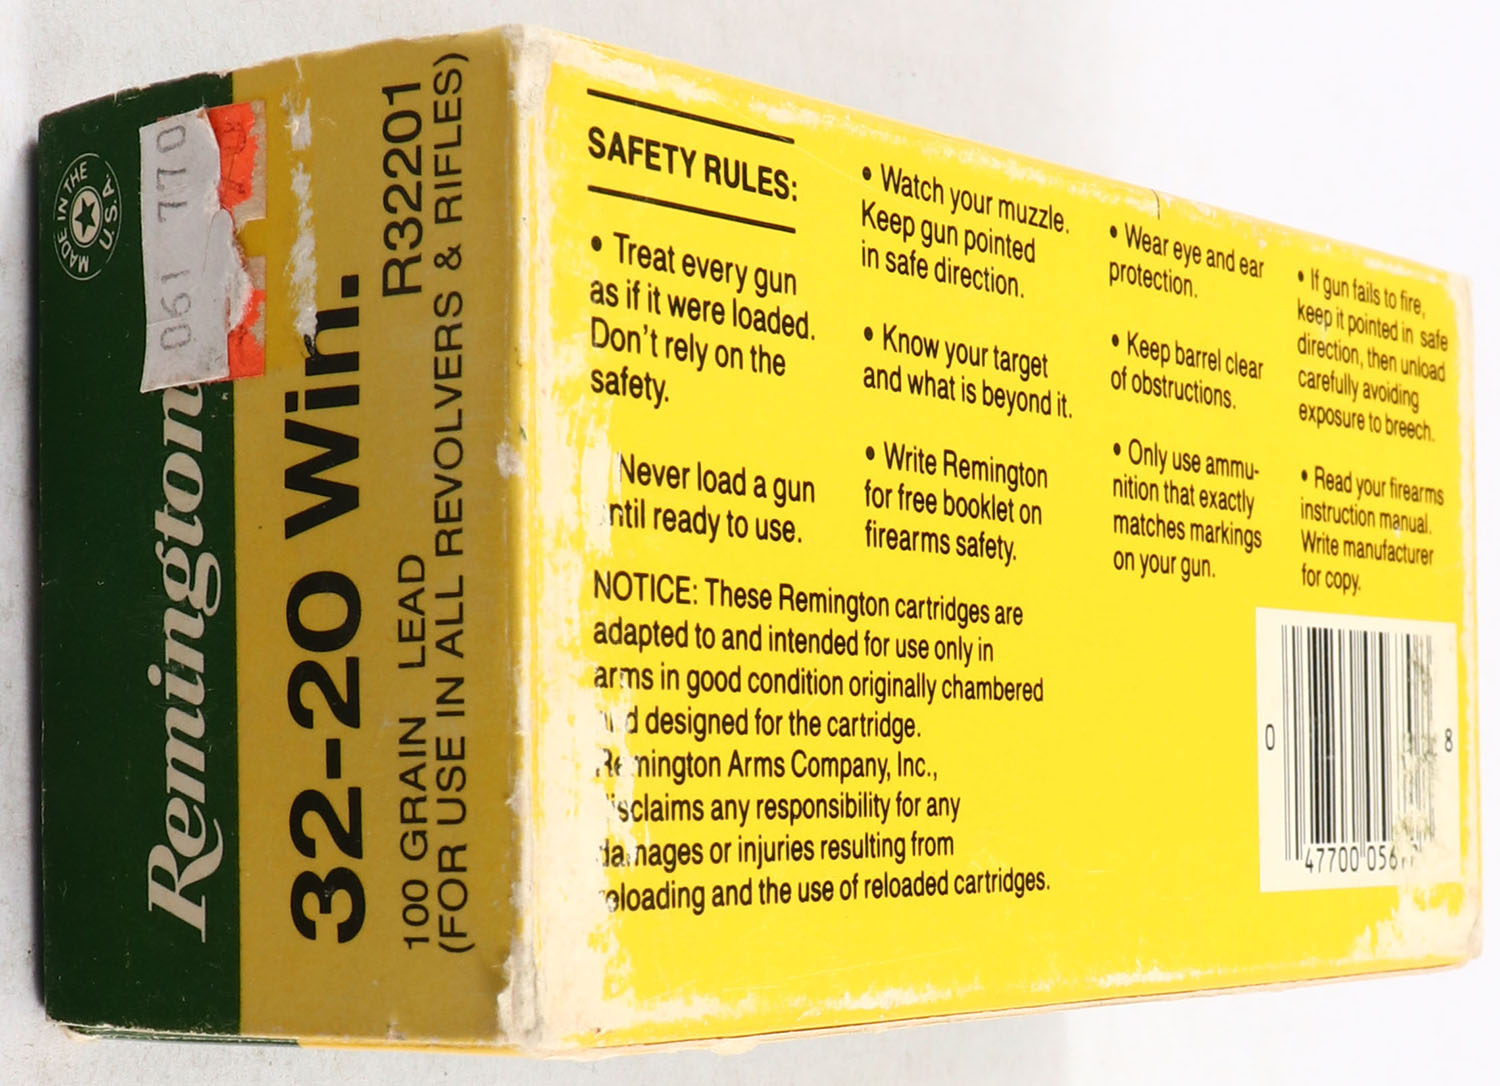 MADE IN THE
U.S.A.
061 770
Remington
32-20 Win.
100 GRAIN LEAD R32201
(FOR USE IN ALL REVOLVERS & RIFLES)
SAFETY RULES:
• Treat every gun
as if it were loaded.
Don't rely on the
safety.
Never load a gun
ntil ready to use.
• Watch your muzzle.
Keep gun pointed
in safe direction.
• Know your target
and what is beyond it.
• Write Remington
for free booklet on
firearms safety.
• Wear eye and ear
protection.
• Keep barrel clear
of obstructions.
• Only use ammu-
nition that exactly
matches markings
on your gun.
• If gun fails to fire,
keep it pointed in safe
direction, then unload
carefully avoiding
exposure to breech.
• Read your firearms
instruction manual.
Write manufacturer
for copy.
NOTICE: These Remington cartridges are
adapted to and intended for use only in
arms in good condition originally chambered
d designed for the cartridge.
Remington Arms Company, Inc.,
sclaims any responsibility for any
damages or injuries resulting from
eloading and the use of reloaded cartridges.
0 47700 056 8